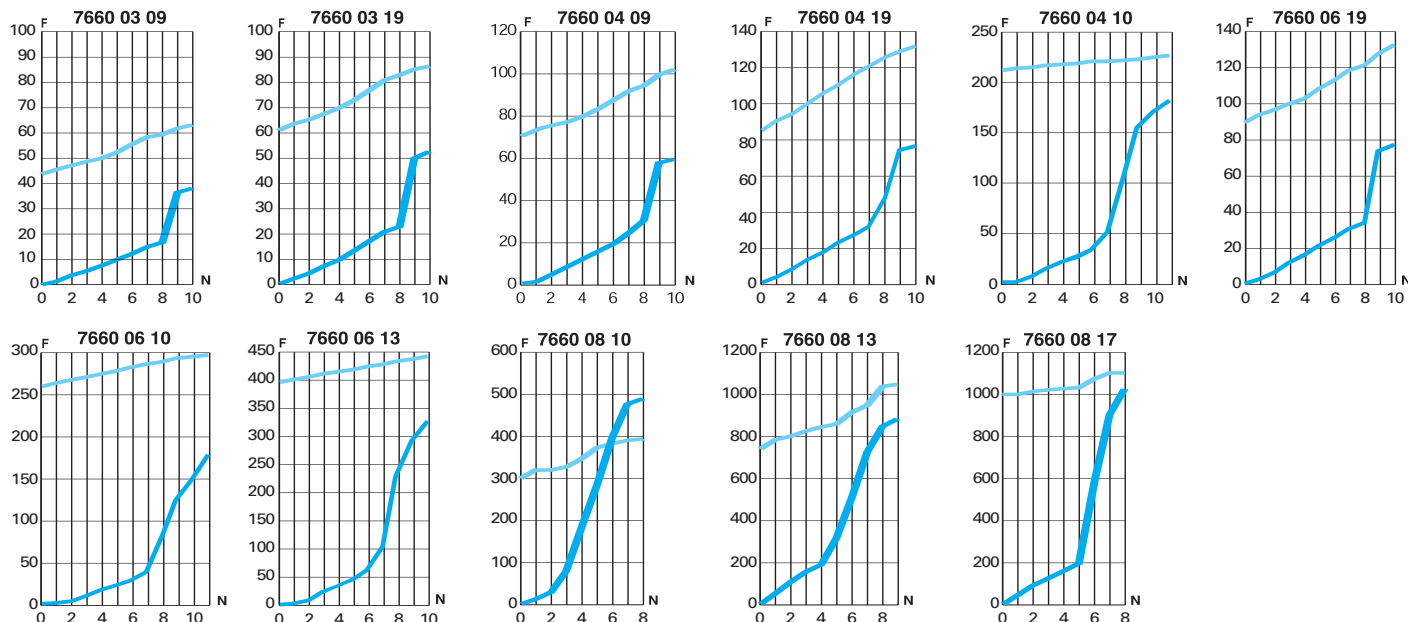 F 7660 03 09
100
90
80
70
60
50
40
30
20
10
0
N
0 2 4 6 8 10
F 7660 03 19
100
90
80
70
60
50
40
30
20
10
0
N
0 2 4 6 8 10
F 7660 04 09
120
100
80
60
40
20
0
N
0 2 4 6 8 10
F 7660 04 19
140
120
100
80
60
40
20
0
N
0 2 4 6 8 10
F 7660 04 10
250
200
150
100
50
0
N
0 2 4 6 8 10
F 7660 06 19
140
120
100
80
60
40
20
0
N
0 2 4 6 8 10
F 7660 06 10
300
250
200
150
100
50
0
N
0 2 4 6 8 10
F 7660 06 13
450
400
350
300
250
200
150
100
50
0
N
0 2 4 6 8 10
F 7660 08 10
600
500
400
300
200
100
0
N
0 2 4 6 8
F 7660 08 13
1200
1000
800
600
400
200
0
N
0 2 4 6 8
F 7660 08 17
1200
1000
800
600
400
200
0
N
0 2 4 6 8